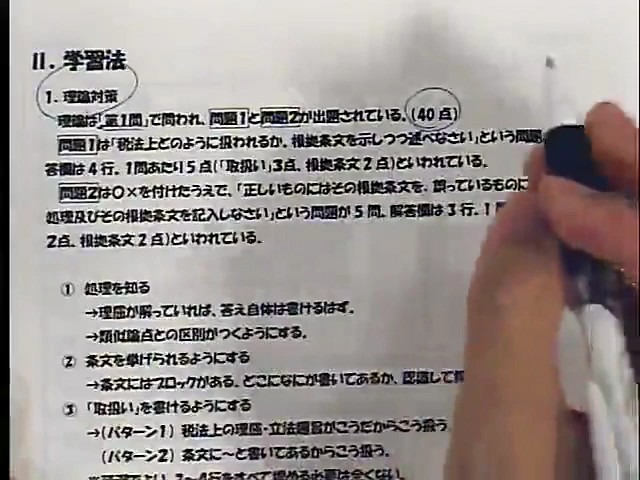 II. 学習法
1. 理論対策
理論は「第1問」で問われ、問題1と問題2が出題されている。(40点)
問題1は「税法上どのように扱われるか、根拠条文を示しつつ述べなさい」という問題
答欄は4行。1問あたり5点(「取扱い」3点、根拠条文2点)といわれている。
問題2は○×を付けたうえで、「正しいものにはその根拠条文を、誤っているものに
処理及びその根拠条文を記入しなさい」という問題が5問。解答欄は3行。1
2点、根拠条文2点)といわれている。
① 処理を知る
→理屈が解っていれば、答え自体は書けるはず。
→類似論点との区別がつくようにする。
② 条文を挙げられるようにする
→条文にはブロックがある。どこになにが書いてあるか、認識して
③ 「取扱い」を書けるようにする
→(パターン1) 税法上の理屈・立法趣旨がこうだからこう扱う
(パターン2) 条文に~と書いてあるからこう扱う。